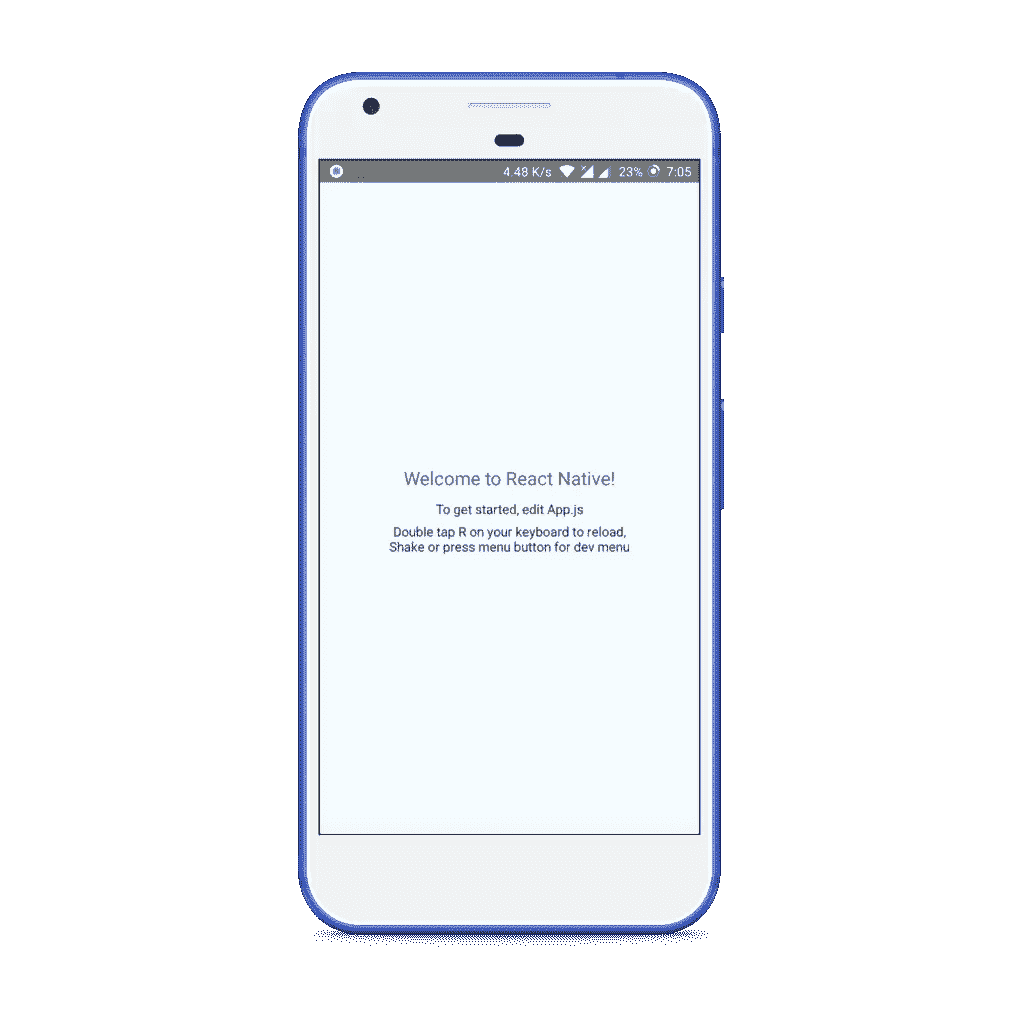 4.48 K/s 23% 7:05
Welcome to React Native!
To get started, edit App.js
Double tap R on your keyboard to reload,
Shake or press menu button for dev menu